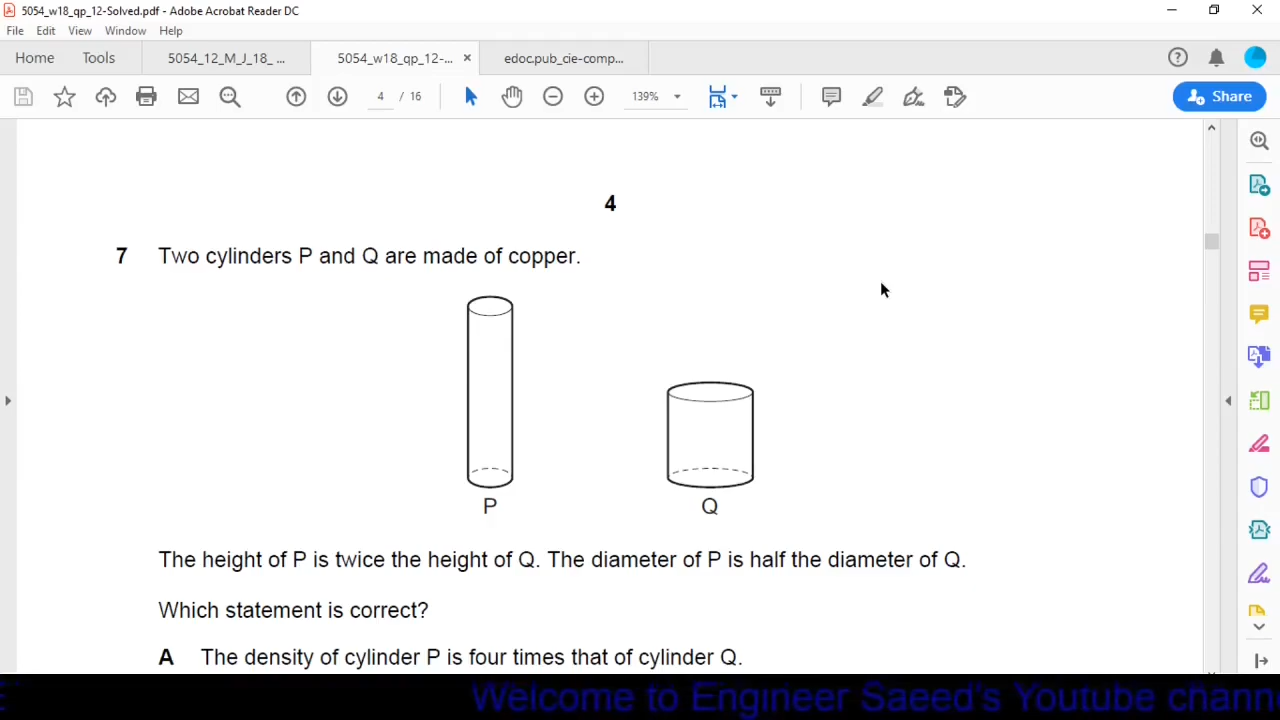 5054_w18_qp_12-Solved.pdf - Adobe Acrobat Reader DC
File Edit View Window Help
Home Tools 5054_12_M_J_18_ ... 5054_w18_qp_12-... × edoc.pub_cie-comp...
4 / 16 139% Share
4
7 Two cylinders P and Q are made of copper.
P Q
The height of P is twice the height of Q. The diameter of P is half the diameter of Q.
Which statement is correct?
A The density of cylinder P is four times that of cylinder Q.
Welcome to Engineer Saeed's Youtube chann